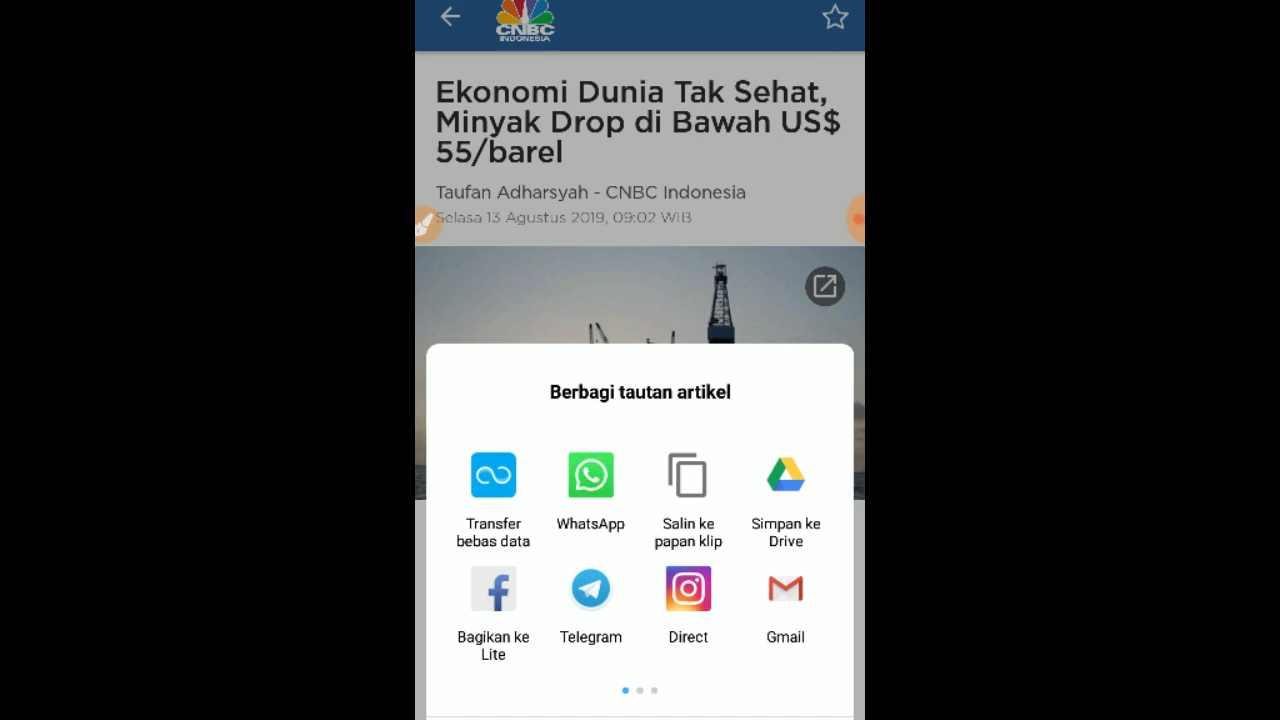 CNBC
INDONESIA
Ekonomi Dunia Tak Sehat,
Minyak Drop di Bawah US$
55/barel
Taufan Adharsyah - CNBC Indonesia
Selasa 13 Agustus 2019, 09:02 WIB
Berbagi tautan artikel
Transfer bebas data
WhatsApp
Salin ke papan klip
Simpan ke Drive
Bagikan ke Lite
Telegram
Direct
Gmail